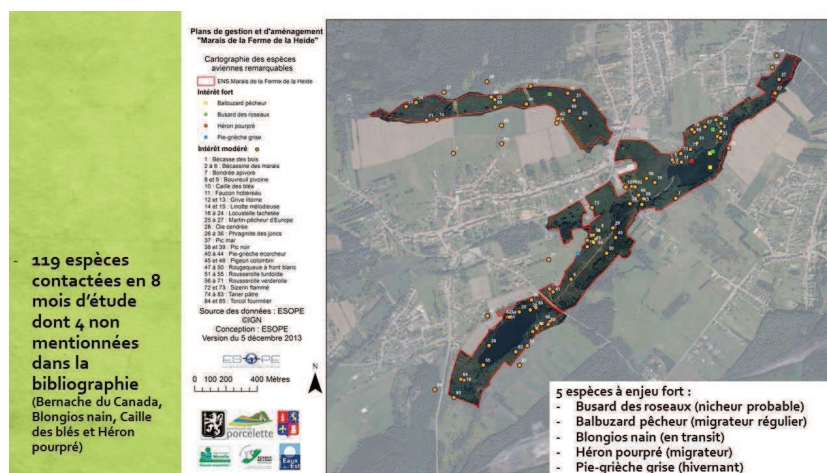 - 119 espèces
contactées en 8
mois d'étude
dont 4 non
mentionnées
dans la
bibliographie
(Bernache du Canada,
Blongios nain, Caille
des blés et Héron
pourpré)
Plans de gestion et d'aménagement
"Marais de la Ferme de la Heide"
Cartographie des espèces
aviennes remarquables
ENS Marais de la Ferme de la Heide
Intérêt fort
Balbuzard pêcheur
Busard des roseaux
Héron pourpré
Pie-grièche grise
Intérêt modéré
1 : Bécasse des bois
2 à 6 : Bécassine des marais
7 : Bondrée apivore
8 et 9 : Bouvreuil pivoine
10 : Caille des blés
11 : Faucon hobereau
12 et 13 : Grive litorne
14 et 15 : Linotte mélodieuse
16 à 24 : Locustelle tachetée
25 à 27 : Martin-pêcheur d'Europe
28 : Oie cendrée
28 à 36 : Phragmite des joncs
37 : Pic mar
38 et 39 : Pic noir
40 à 44 : Pie-grièche écorcheur
45 et 46 : Pigeon colombin
47 à 50 : Rougequeue à front blanc
51 à 55 : Rousserolle turdoïde
56 à 71 : Rousserolle verderolle
72 et 73 : Sizerin flammé
74 à 83 : Tarier pâtre
84 et 85 : Torcol fourmilier
Source des données : ESOPE
©IGN
Conception : ESOPE
Version du 5 décembre 2013
ESOPE
N
0 100 200 400 Mètres
porcelette
Eaux
Est
5 espèces à enjeu fort :
- Busard des roseaux (nicheur probable)
- Balbuzard pêcheur (migrateur régulier)
- Blongios nain (en transit)
- Héron pourpré (migrateur)
- Pie-grièche grise (hivernant)